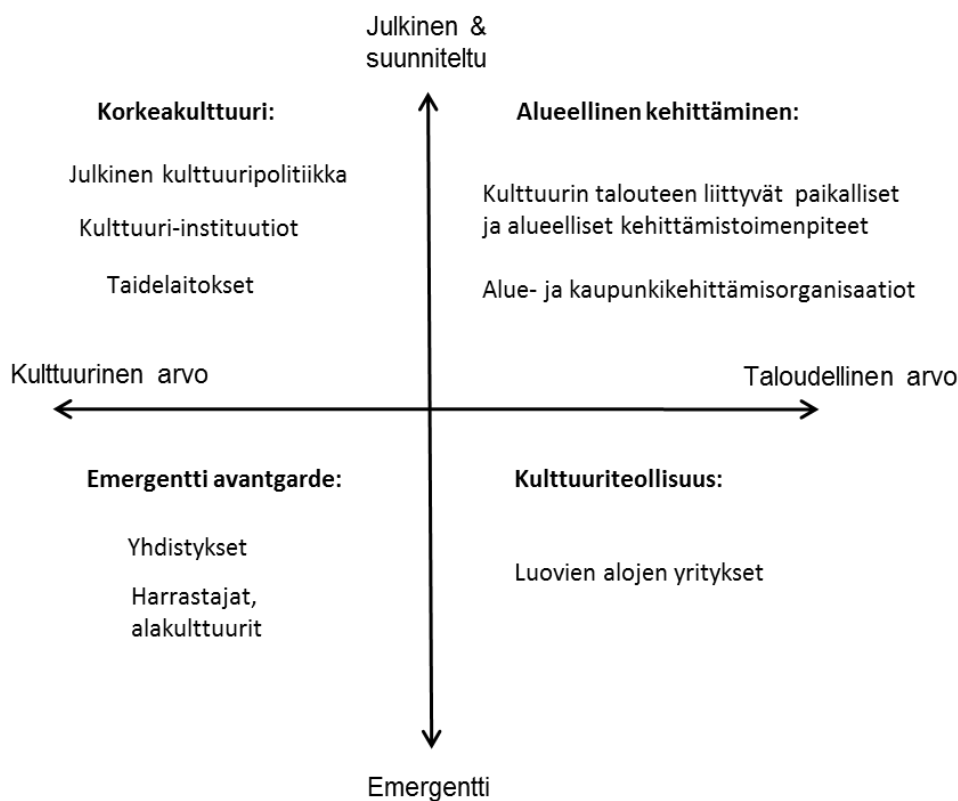 Julkinen &
suunniteltu
Korkeakulttuuri:
Julkinen kulttuuripolitiikka
Kulttuuri-instituutiot
Taidelaitokset
Alueellinen kehittäminen:
Kulttuurin talouteen liittyvät paikalliset
ja alueelliset kehittämistoimenpiteet
Alue- ja kaupunkikehittämisorganisaatiot
Kulttuurinen arvo
Taloudellinen arvo
Emergentti avantgarde:
Yhdistykset
Harrastajat,
alakulttuurit
Kulttuuriteollisuus:
Luovien alojen yritykset
Emergentti